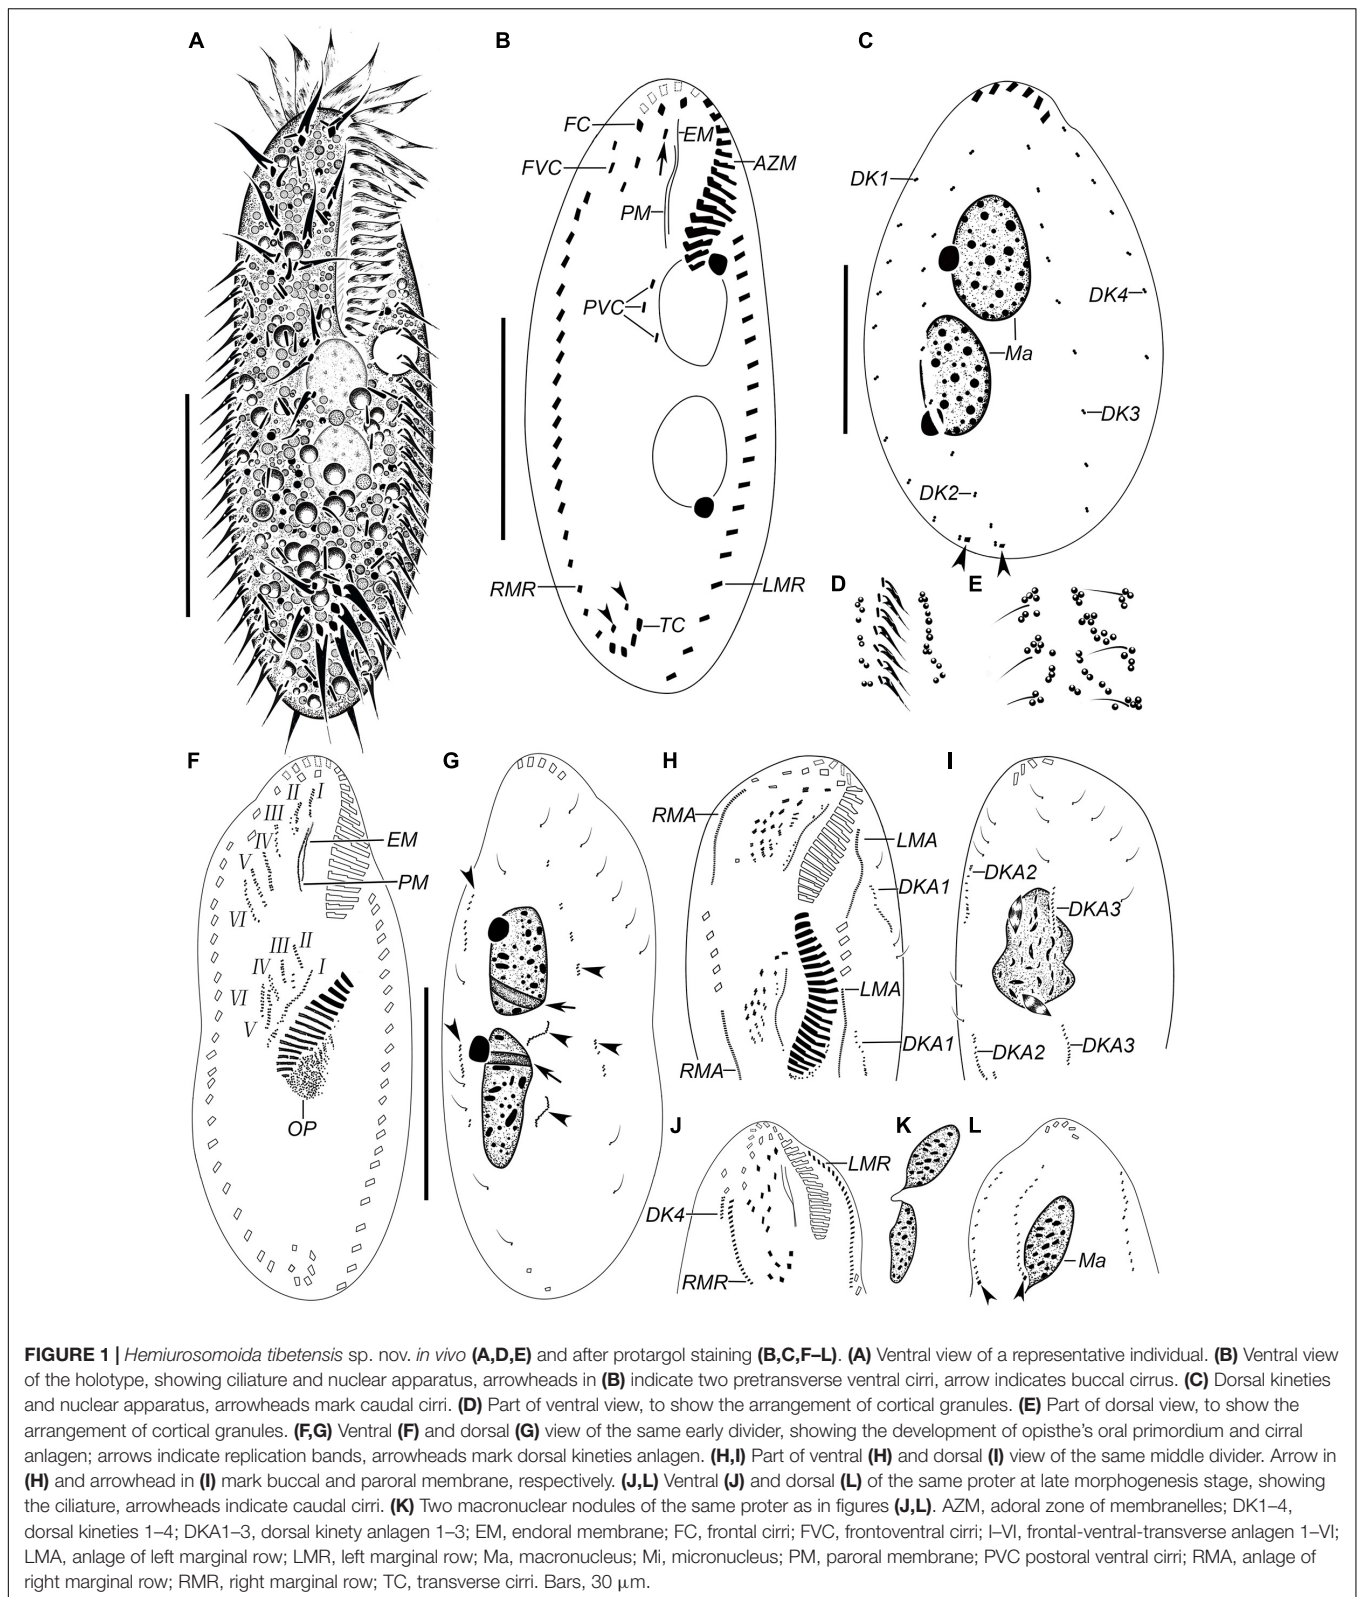 A
B
C
FC
EM
FVC
AZM
PM
DK1
DK4
PVC
Ma
DK3
DK2
RMR
LMR
TC
D
E
F
G
H
I
I
II
III
IV
V
VI
EM
PM
II
III
I
IV
VI
V
OP
RMA
LMA
DKA1
LMA
DKA1
RMA
DKA2
DKA3
DKA2
DKA3
J
K
L
LMR
DK4
RMR
Ma
FIGURE 1 | Hemiurosomoida tibetensis sp. nov. in vivo (A,D,E) and after protargol staining (B,C,F–L). (A) Ventral view of a representative individual. (B) Ventral view
of the holotype, showing ciliature and nuclear apparatus, arrowheads in (B) indicate two pretransverse ventral cirri, arrow indicates buccal cirrus. (C) Dorsal kineties
and nuclear apparatus, arrowheads mark caudal cirri. (D) Part of ventral view, to show the arrangement of cortical granules. (E) Part of dorsal view, to show the
arrangement of cortical granules. (F,G) Ventral (F) and dorsal (G) view of the same early divider, showing the development of opisthe's oral primordium and cirral
anlagen; arrows indicate replication bands, arrowheads mark dorsal kineties anlagen. (H,I) Part of ventral (H) and dorsal (I) view of the same middle divider. Arrow in
(H) and arrowhead in (I) mark buccal and paroral membrane, respectively. (J,L) Ventral (J) and dorsal (L) of the same proter at late morphogenesis stage, showing
the ciliature, arrowheads indicate caudal cirri. (K) Two macronuclear nodules of the same proter as in figures (J,L). AZM, adoral zone of membranelles; DK1–4,
dorsal kineties 1–4; DKA1–3, dorsal kinety anlagen 1–3; EM, endoral membrane; FC, frontal cirri; FVC, frontoventral cirri; I–VI, frontal-ventral-transverse anlagen 1–VI;
LMA, anlage of left marginal row; LMR, left marginal row; Ma, macronucleus; Mi, micronucleus; PM, paroral membrane; PVC postoral ventral cirri; RMA, anlage of
right marginal row; RMR, right marginal row; TC, transverse cirri. Bars, 30 μm.